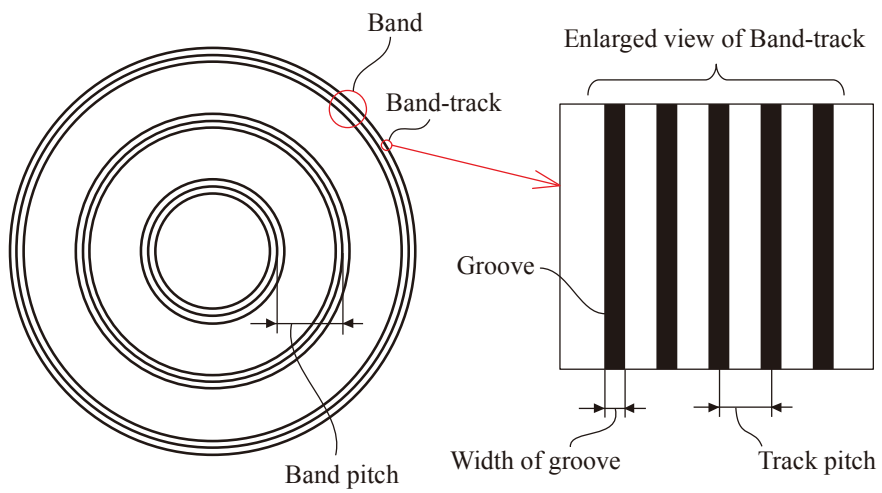 Band
Band-track
Band pitch
Enlarged view of Band-track
Groove
Width of groove
Track pitch